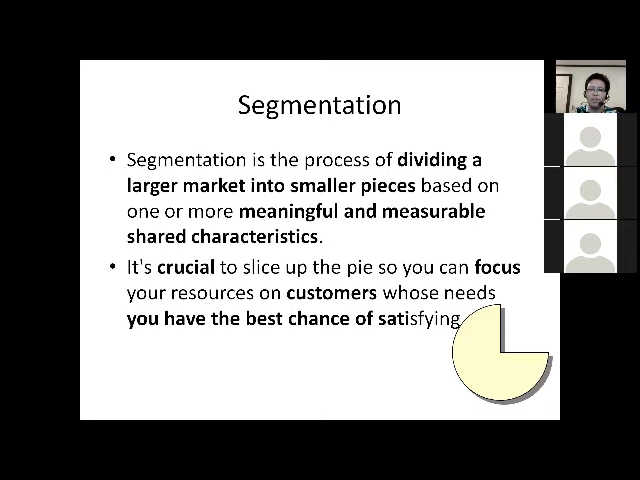 Segmentation
• Segmentation is the process of dividing a
larger market into smaller pieces based on
one or more meaningful and measurable
shared characteristics.
• It's crucial to slice up the pie so you can focus
your resources on customers whose needs
you have the best chance of satisfying